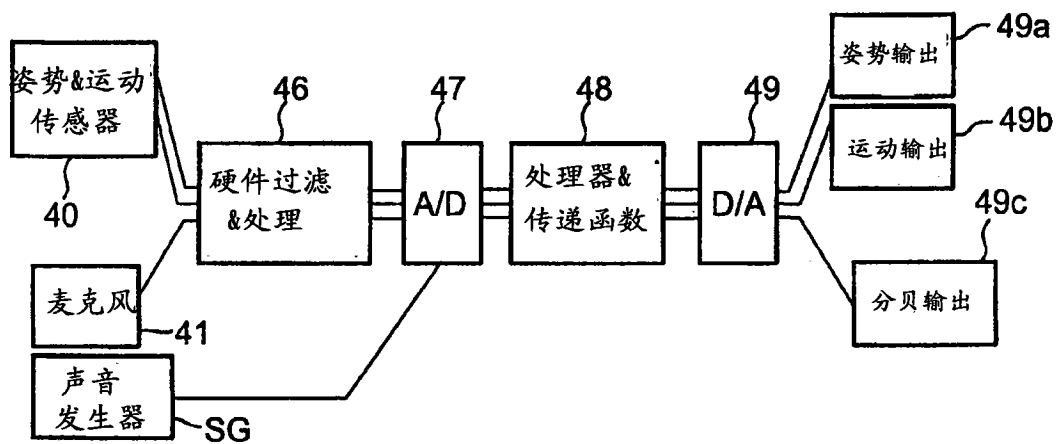 姿势&运动
传感器
40
麦克风
41
声音
发生器
SG
46
硬件过滤
&处理
47
A/D
48
处理器&
传递函数
49
D/A
49a
姿势输出
49b
运动输出
49c
分贝输出